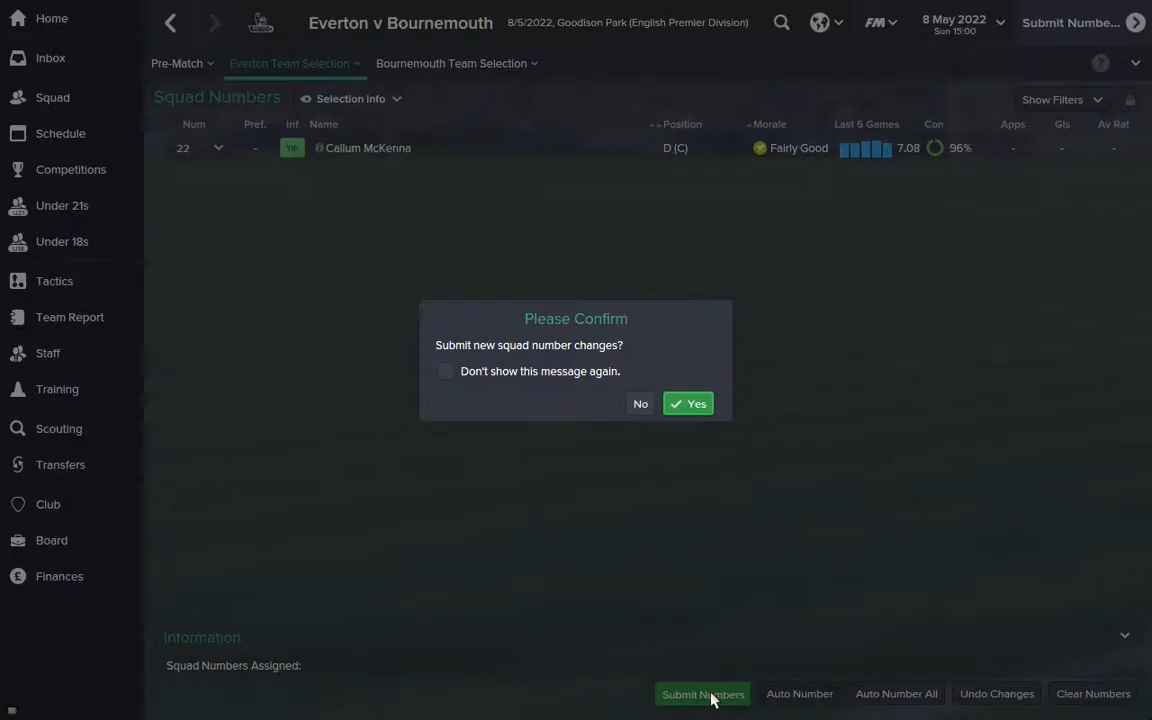 Home
Inbox
Squad
Schedule
Competitions
Under 21s
Under 18s
Tactics
Team Report
Staff
Training
Scouting
Transfers
Club
Board
Finances
Everton v Bournemouth 8/5/2022, Goodison Park (English Premier Division)
FM
8 May 2022
Sun 15:00
Submit Numbe...
Pre-Match Everton Team Selection Bournemouth Team Selection ?
Squad Numbers Selection Info Show Filters
Num Pref. Inf Name Position Morale Last 5 Games Con Apps Gls Av Rat
22 - Yth Callum McKenna D (C) Fairly Good 7.08 96% - - -
Please Confirm
Submit new squad number changes?
Don't show this message again.
No Yes
Information
Squad Numbers Assigned:
Submit Numbers Auto Number Auto Number All Undo Changes Clear Numbers